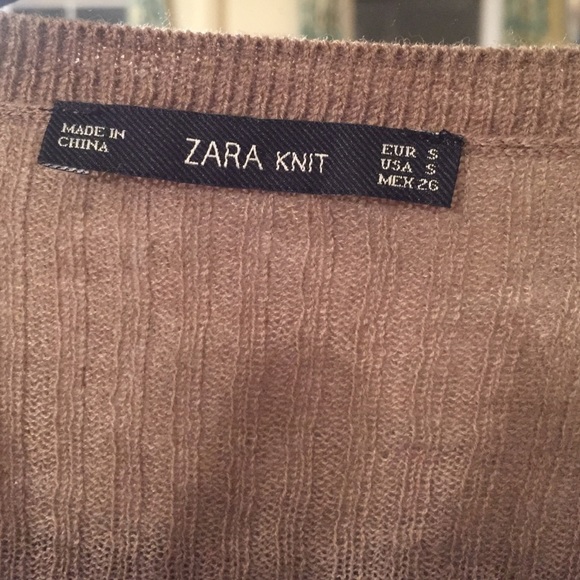 MADE IN
CHINA
ZARA KNIT
EUR S
USA S
MEX 26